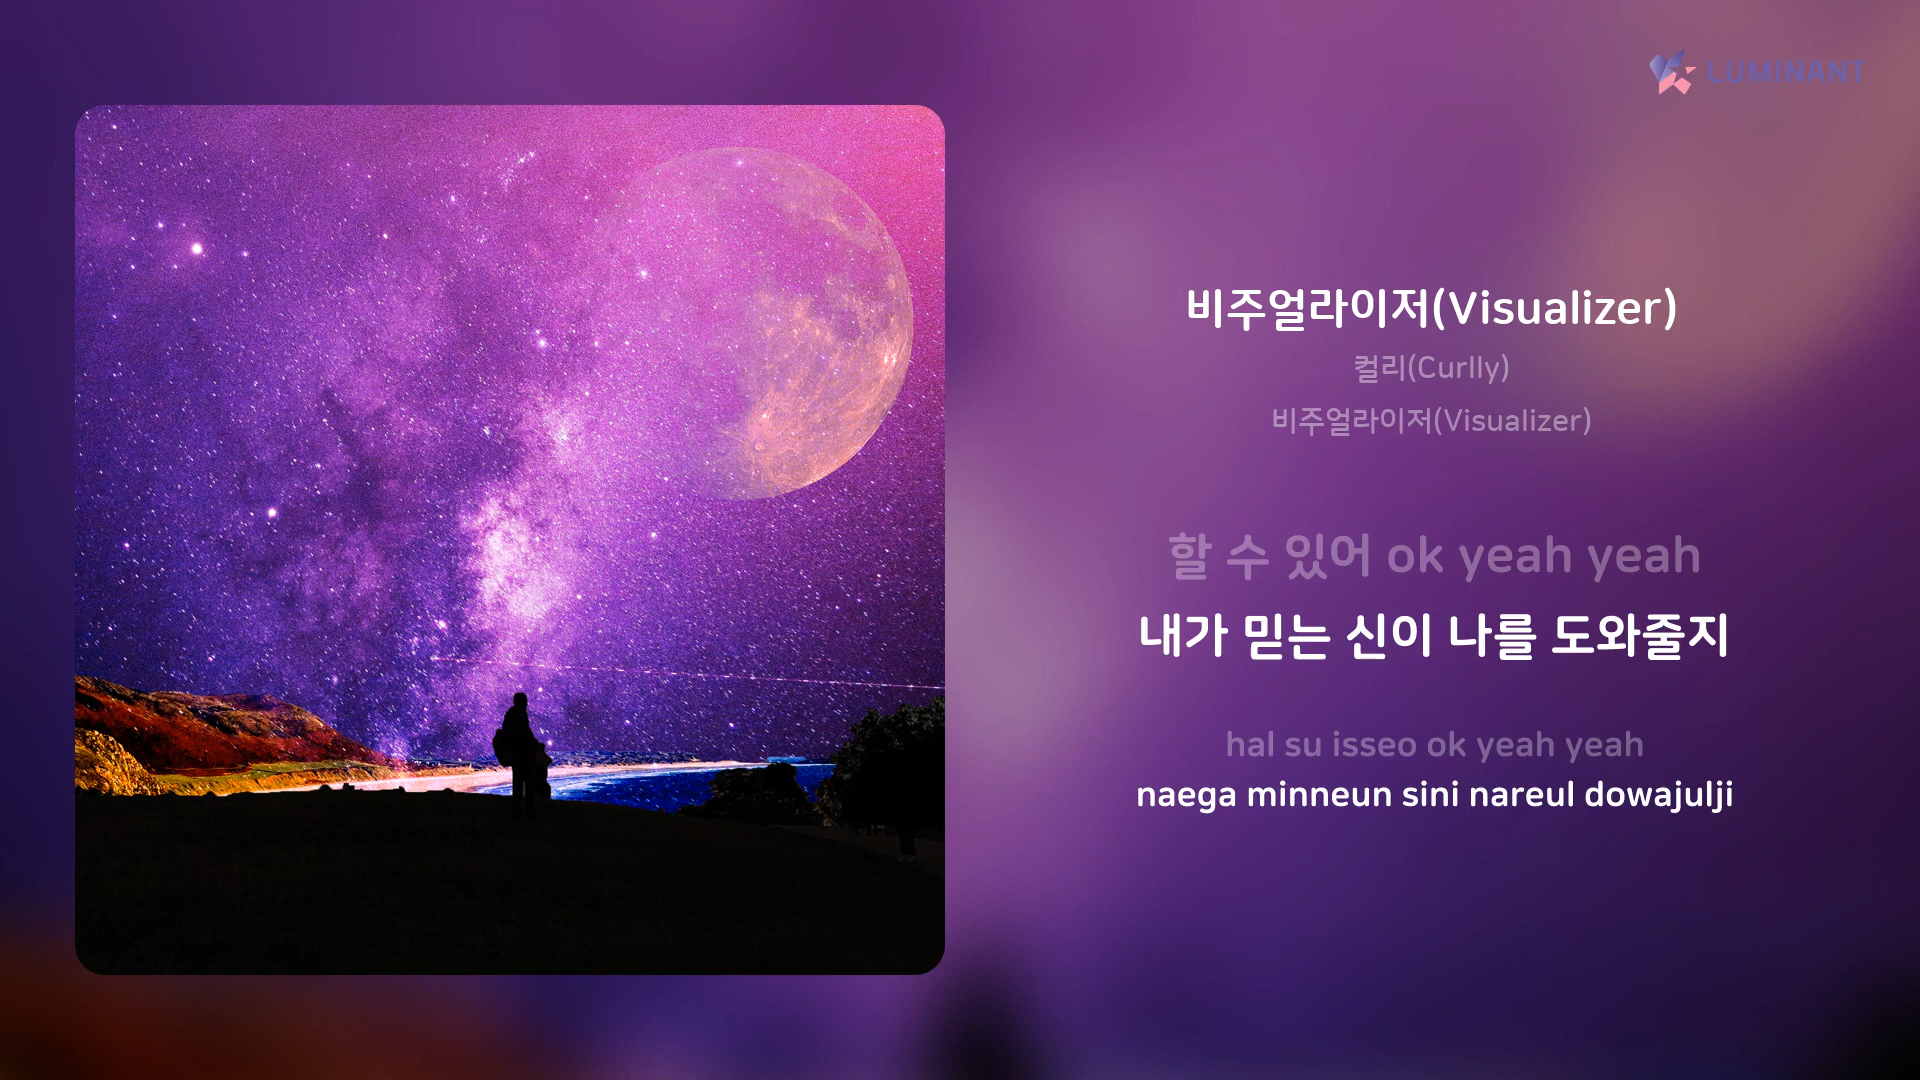 LUMINANT
비주얼라이저(Visualizer)
컬리(Curlly)
비주얼라이저(Visualizer)
할 수 있어 ok yeah yeah
내가 믿는 신이 나를 도와줄지
hal su isseo ok yeah yeah
naega minneun sini nareul dowajulji